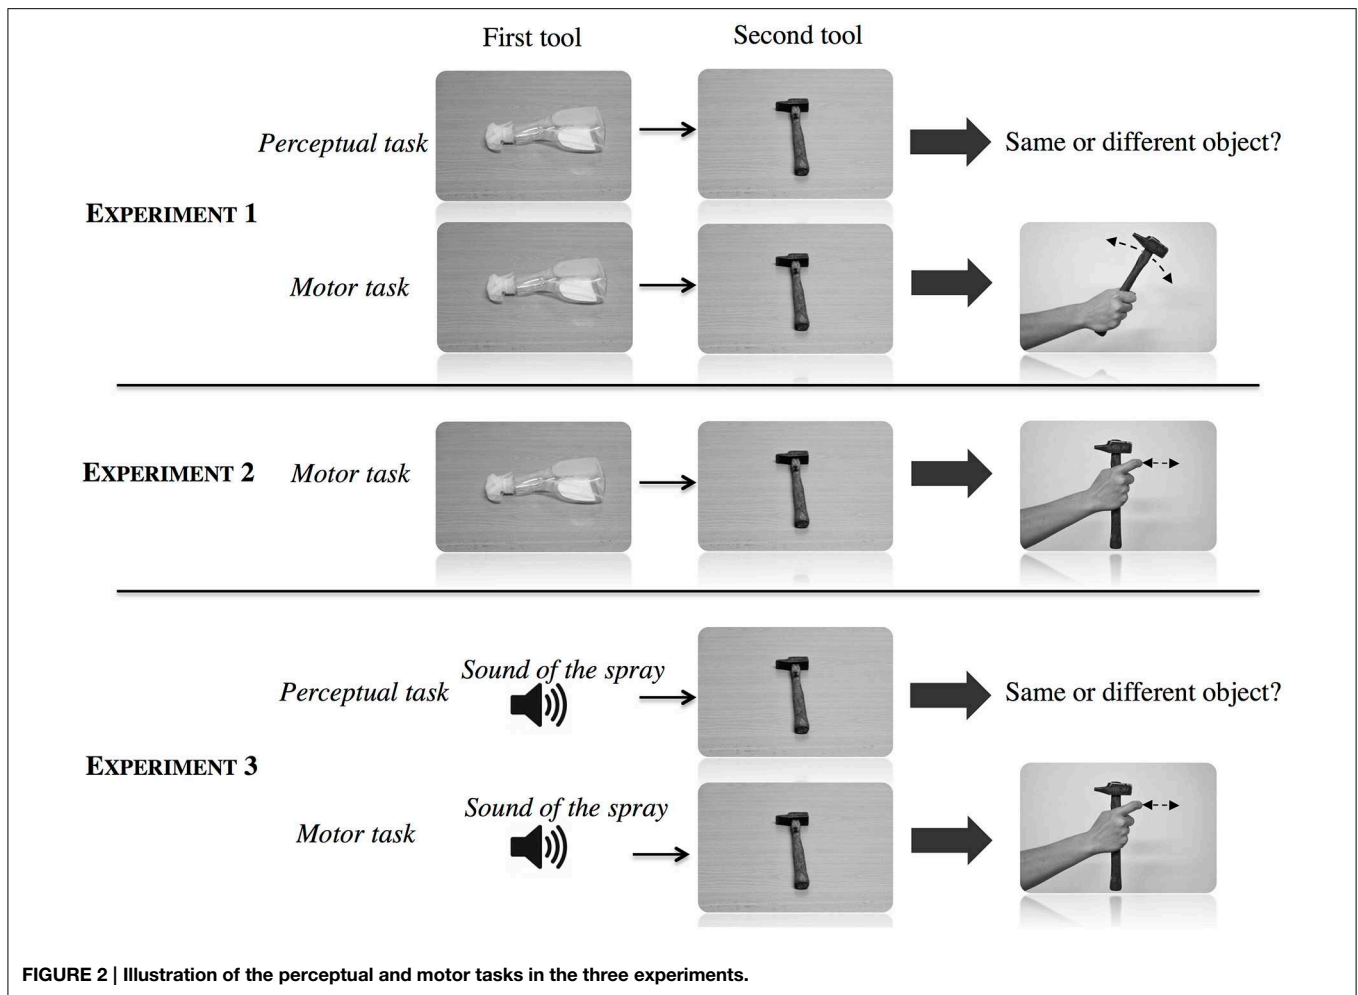 First tool
Second tool
Perceptual task
Same or different object?
EXPERIMENT 1
Motor task
EXPERIMENT 2
Motor task
Sound of the spray
Perceptual task
Same or different object?
EXPERIMENT 3
Sound of the spray
Motor task
FIGURE 2 | Illustration of the perceptual and motor tasks in the three experiments.